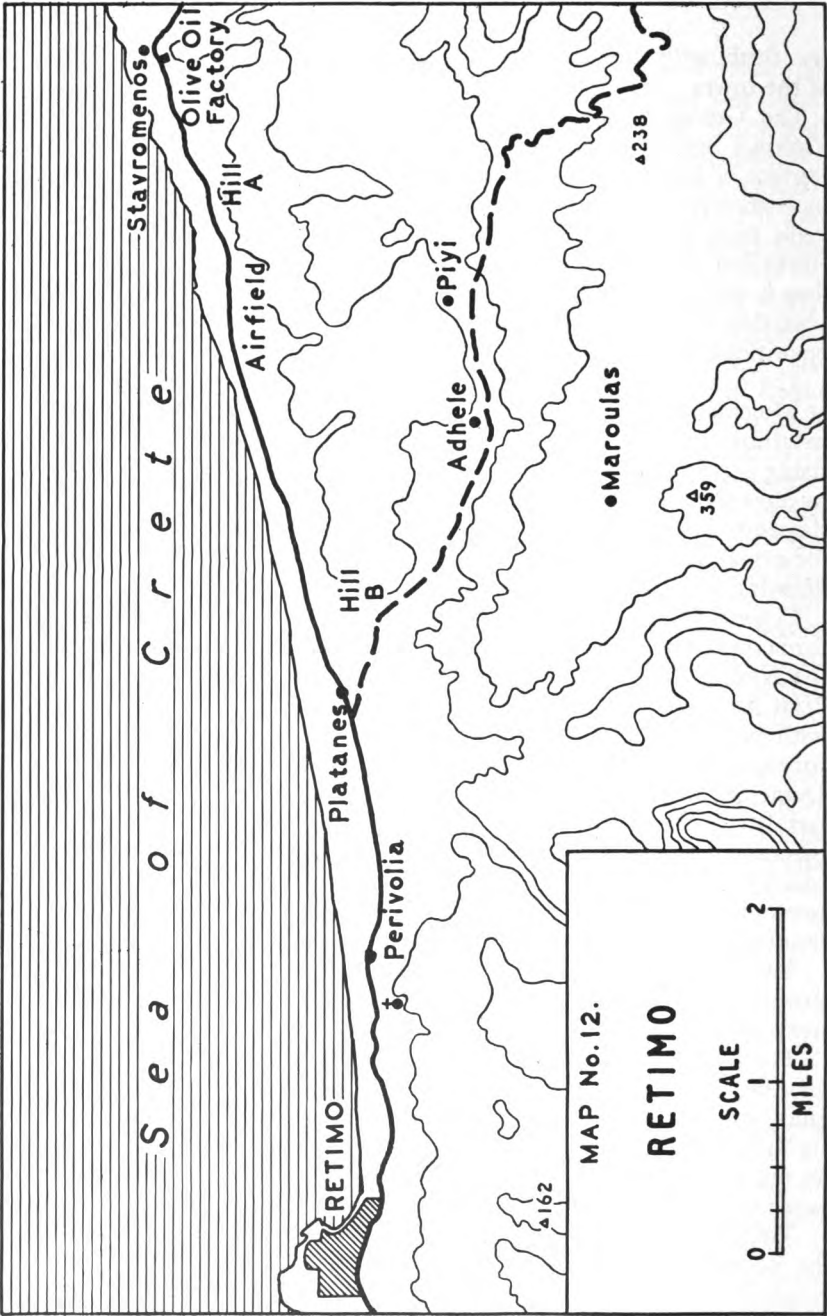 Sea of Crete
Stavromenos
Olive Oil
Factory
Hill
A
Airfield
Piyi
Adhele
Maroulas
Hill
B
Platanes
Perivolia
RETIMO
238
359
162
MAP No.12.
RETIMO
SCALE
0 1 2
MILES